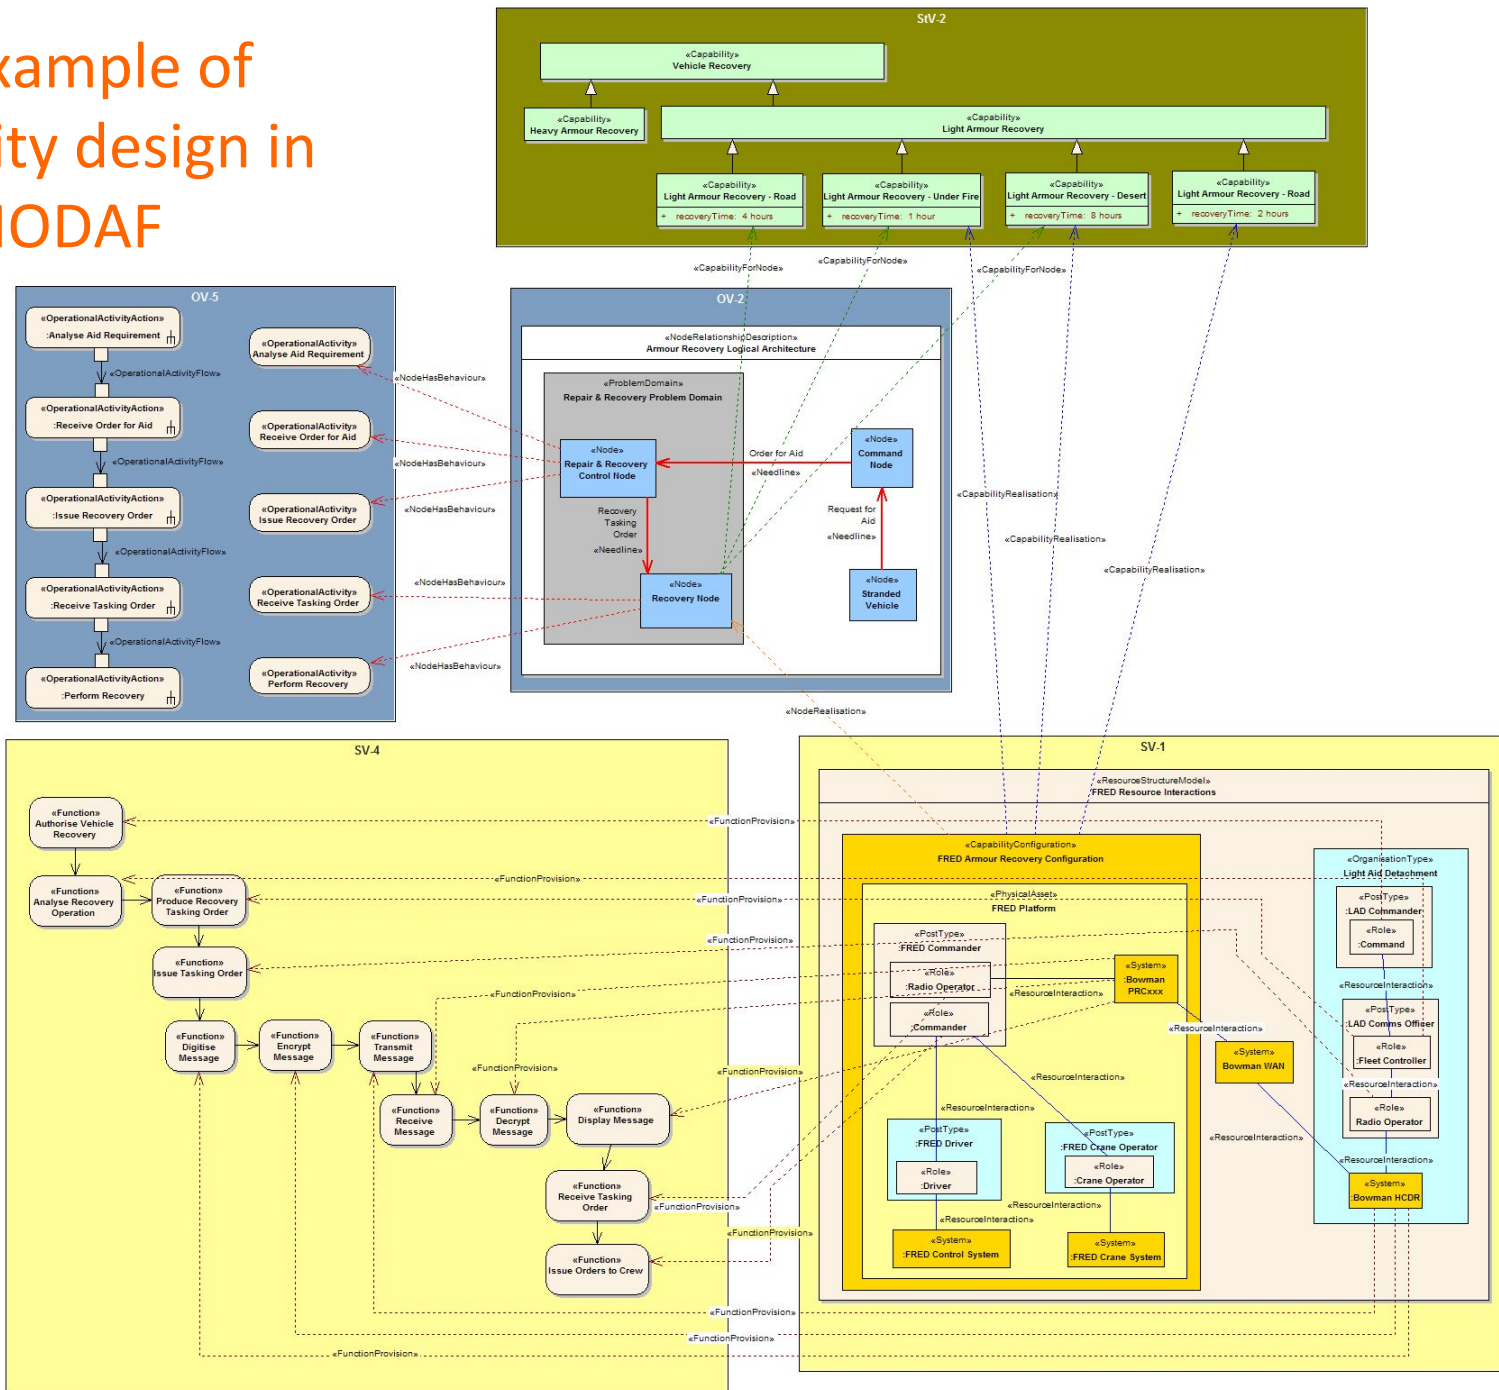 xample of
ity design in
IODAF
StV-2
«Capability»
Vehicle Recovery
«Capability»
Heavy Armour Recovery
«Capability»
Light Armour Recovery
«Capability»
Light Armour Recovery - Road
+ recoveryTime: 4 hours
«Capability»
Light Armour Recovery - Under Fire
+ recoveryTime: 1 hour
«Capability»
Light Armour Recovery - Desert
+ recoveryTime: 8 hours
«Capability»
Light Armour Recovery - Road
+ recoveryTime: 2 hours
«CapabilityForNode»
«CapabilityForNode»
«CapabilityForNode»
OV-5
«OperationalActivityAction»
:Analyse Aid Requirement
«OperationalActivityFlow»
«OperationalActivityAction»
:Receive Order for Aid
«OperationalActivityFlow»
«OperationalActivityAction»
:Issue Recovery Order
«OperationalActivityFlow»
«OperationalActivityAction»
:Receive Tasking Order
«OperationalActivityFlow»
«OperationalActivityAction»
:Perform Recovery
«OperationalActivity»
Analyse Aid Requirement
«OperationalActivity»
Receive Order for Aid
«OperationalActivity»
Issue Recovery Order
«OperationalActivity»
Receive Tasking Order
«OperationalActivity»
Perform Recovery
«NodeHasBehaviour»
«NodeHasBehaviour»
«NodeHasBehaviour»
«NodeHasBehaviour»
«NodeHasBehaviour»
OV-2
«NodeRelationshipDescription»
Armour Recovery Logical Architecture
«ProblemDomain»
Repair & Recovery Problem Domain
«Node»
Repair & Recovery
Control Node
Order for Aid
«Needline»
«Node»
Command
Node
Recovery
Tasking
Order
«Needline»
Request for
Aid
«Needline»
«Node»
Recovery Node
«Node»
Stranded
Vehicle
«CapabilityRealisation»
«CapabilityRealisation»
«CapabilityRealisation»
«NodeRealisation»
SV-4
«Function»
Authorise Vehicle
Recovery
«Function»
Analyse Recovery
Operation
«Function»
Produce Recovery
Tasking Order
«Function»
Issue Tasking Order
«Function»
Digitise
Message
«Function»
Encrypt
Message
«Function»
Transmit
Message
«Function»
Receive
Message
«Function»
Decrypt
Message
«Function»
Display Message
«Function»
Receive Tasking
Order
«Function»
Issue Orders to Crew
«FunctionProvision»
«FunctionProvision»
«FunctionProvision»
«FunctionProvision»
«FunctionProvision»
«FunctionProvision»
«FunctionProvision»
«FunctionProvision»
«FunctionProvision»
«FunctionProvision»
«FunctionProvision»
«FunctionProvision»
SV-1
«ResourceStructureModel»
FRED Resource Interactions
«CapabilityConfiguration»
FRED Armour Recovery Configuration
«PhysicalAsset»
FRED Platform
«PostType»
:FRED Commander
«Role»
:Radio Operator
«Role»
:Commander
«System»
:Bowman
PRCxxx
«ResourceInteraction»
«ResourceInteraction»
«ResourceInteraction»
«ResourceInteraction»
«PostType»
:FRED Driver
«Role»
:Driver
«PostType»
:FRED Crane Operator
«Role»
:Crane Operator
«ResourceInteraction»
«ResourceInteraction»
«System»
:FRED Control System
«System»
:FRED Crane System
«System»
Bowman WAN
«ResourceInteraction»
«OrganisationType»
Light Aid Detachment
«PostType»
:LAD Commander
«Role»
:Command
«ResourceInteraction»
«PostType»
:LAD Comms Officer
«Role»
:Fleet Controller
«ResourceInteraction»
«Role»
Radio Operator
«ResourceInteraction»
«System»
:Bowman HCDR